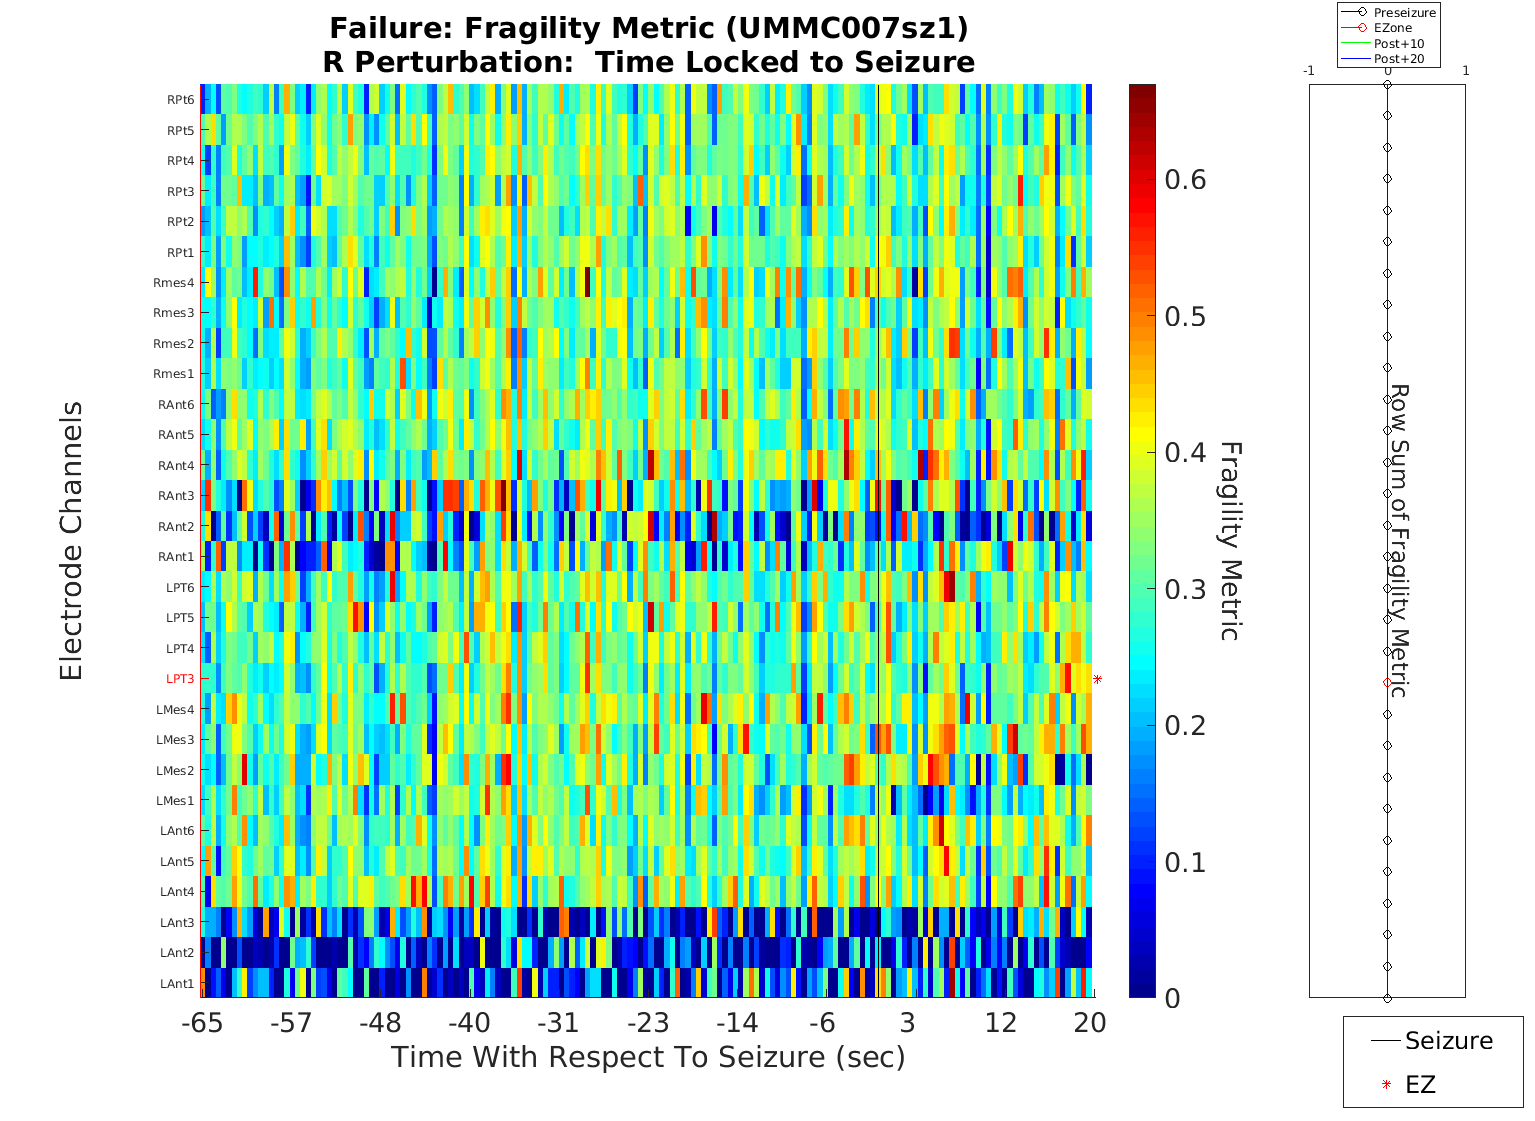 Failure: Fragility Metric (UMMC007sz1)
R Perturbation:  Time Locked to Seizure
Electrode Channels
RPt6
RPt5
RPt4
RPt3
RPt2
RPt1
Rmes4
Rmes3
Rmes2
Rmes1
RAnt6
RAnt5
RAnt4
RAnt3
RAnt2
RAnt1
LPT6
LPT5
LPT4
LPT3
LMes4
LMes3
LMes2
LMes1
LAnt6
LAnt5
LAnt4
LAnt3
LAnt2
LAnt1
-65 -57 -48 -40 -31 -23 -14 -6 3 12 20
Time With Respect To Seizure (sec)
0.6
0.5
0.4
0.3
0.2
0.1
0
Fragility Metric
Preseizure
EZone
Post+10
Post+20
-1 0 1
Row Sum of Fragility Metric
Seizure
EZ